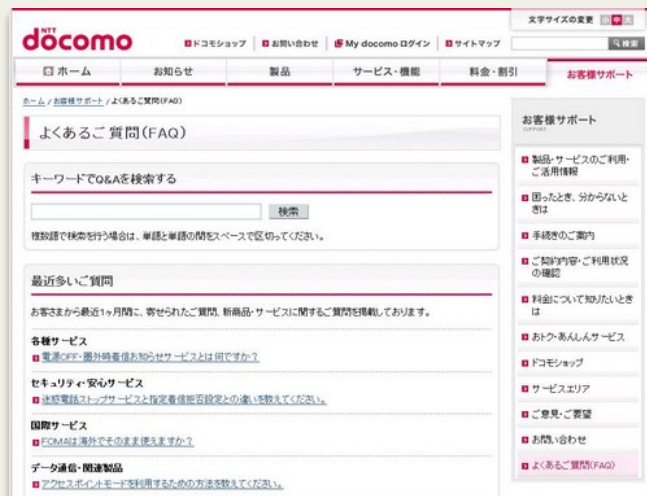 文字サイズの変更 小 中 大
NTT
döcomo
ドコモショップ お問い合わせ My docomo ログイン サイトマップ
検索
ホーム お知らせ 製品 サービス・機能 料金・割引 お客様サポート
ホーム / お客様サポート / よくあるご質問(FAQ)
よくあるご質問(FAQ)
キーワードでQ&Aを検索する
検索
複数語で検索を行う場合は、単語と単語の間をスペースで区切ってください。
最近多いご質問
お客さまから最近1ヶ月間に、寄せられたご質問、新商品・サービスに関するご質問を掲載しております。
各種サービス
電源OFF・圏外時着信お知らせサービスとは何ですか?
セキュリティ・安心サービス
迷惑電話ストップサービスと指定着信拒否設定との違いを教えてください。
国際サービス
FOMAは海外でそのまま使えますか?
データ通信・関連製品
アクセスポイントモードを利用するための方法を教えてください。
お客様サポート
SUPPORT
製品・サービスのご利用・
ご活用情報
困ったとき、分からないと
きは
手続きのご案内
ご契約内容・ご利用状況
の確認
料金について知りたいとき
は
おトク・あんしんサービス
ドコモショップ
サービスエリア
ご意見・ご要望
お問い合わせ
よくあるご質問(FAQ)